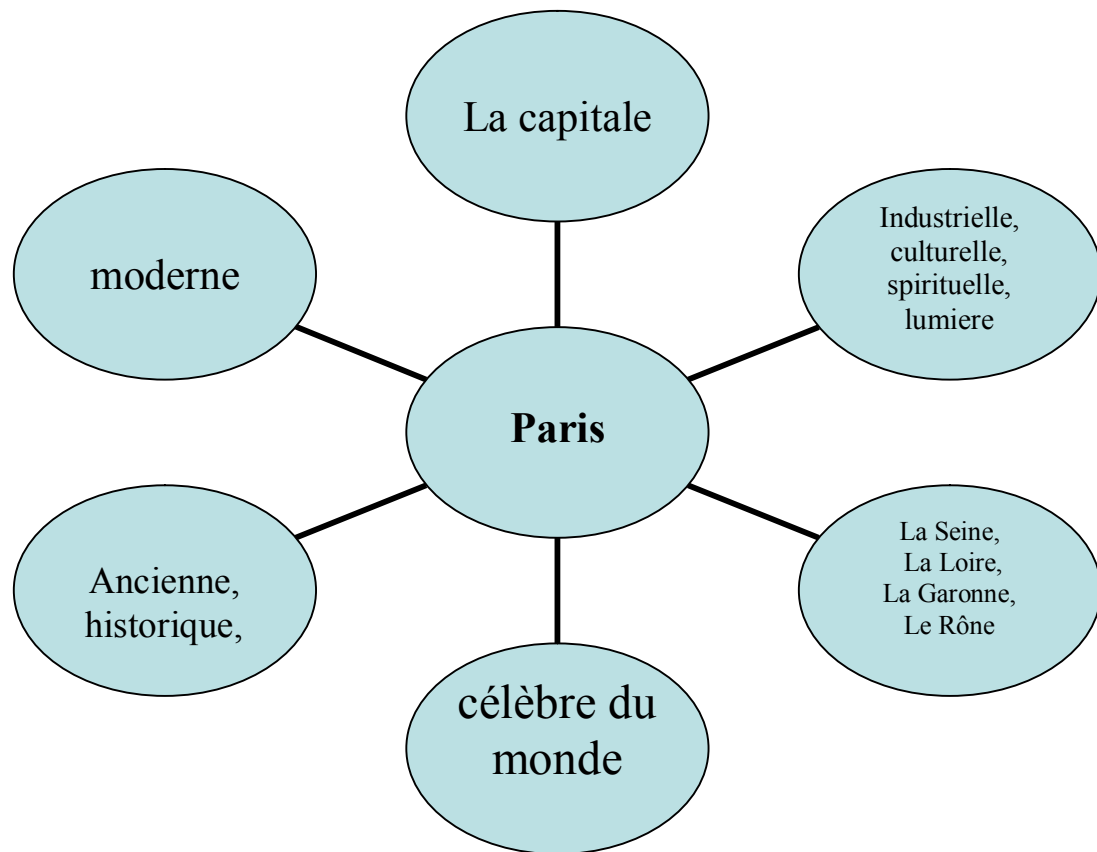 La capitale
moderne
Industrielle,
culturelle,
spirituelle,
lumiere
Paris
Ancienne,
historique,
La Seine,
La Loire,
La Garonne,
Le Rône
célèbre du
monde